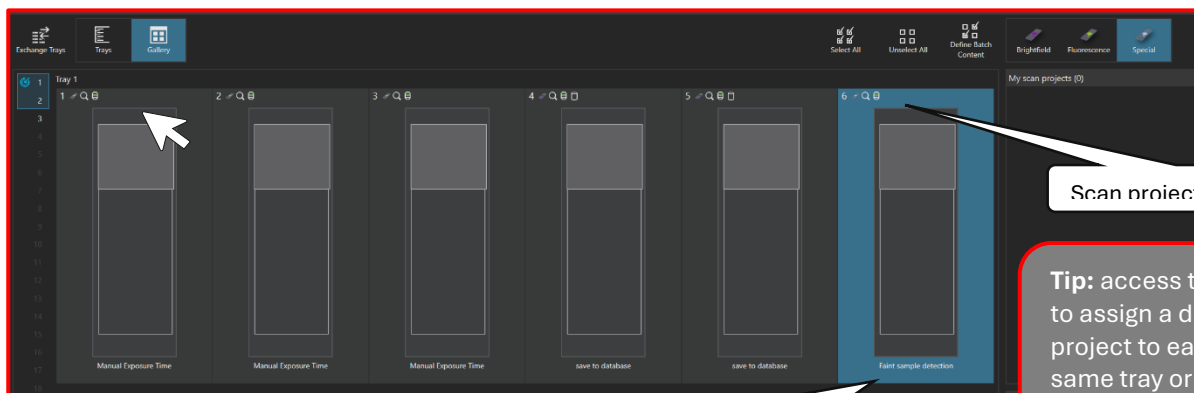 Exchange Trays
Trays
Gallery
Select All
Unselect All
Define Batch
Content
Brightfield
Fluorescence
Special
Tray 1
My scan projects (0)
1
2
3
4
5
6
7
8
9
10
11
12
13
14
15
16
17
18
1
2
3
4
5
6
Manual Exposure Time
Manual Exposure Time
Manual Exposure Time
save to database
save to database
Faint sample detection
Scan project
Tip: access t
to assign a d
project to ea
same tray or